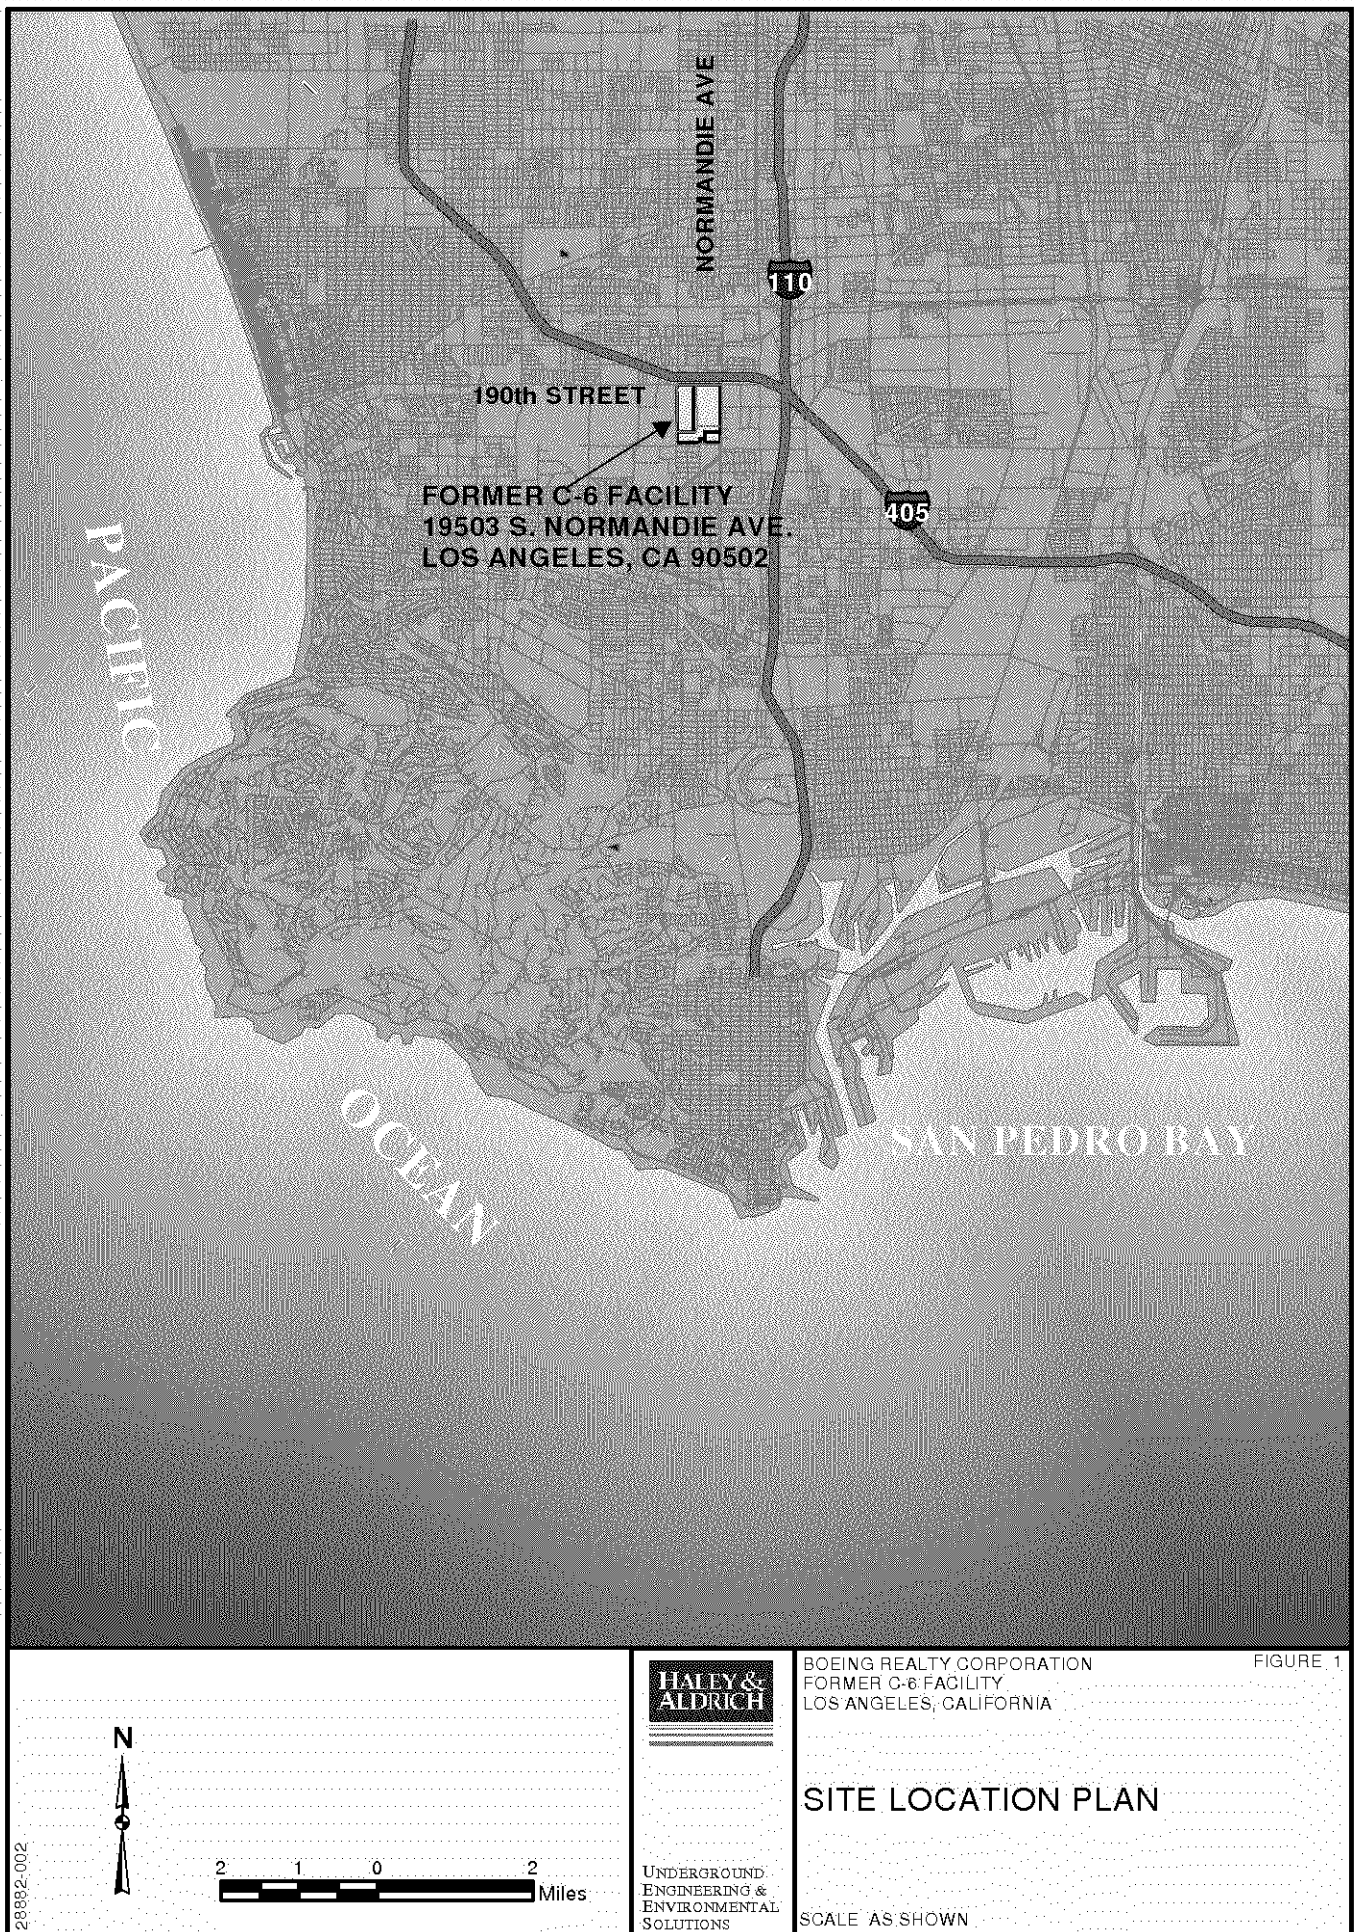 NORMANDIE AVE
110
190th STREET
FORMER C-6 FACILITY
19503 S. NORMANDIE AVE.
LOS ANGELES, CA 90502
405
PACIFIC
OCEAN
SAN PEDRO BAY
N
2 1 0 2
Miles
28882-002
HALEY &
ALDRICH
UNDERGROUND
ENGINEERING &
ENVIRONMENTAL
SOLUTIONS
BOEING REALTY CORPORATION
FORMER C-6 FACILITY
LOS ANGELES, CALIFORNIA
FIGURE 1
SITE LOCATION PLAN
SCALE AS SHOWN